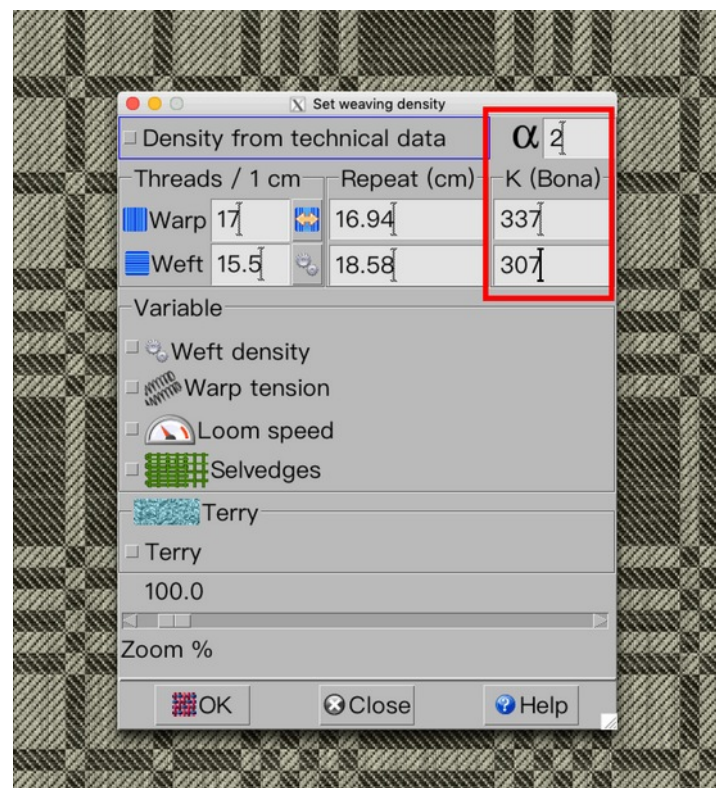 X Set weaving density
Density from technical data α 2
Threads / 1 cm Repeat (cm) K (Bona)
Warp 17 16.94 337
Weft 15.5 18.58 307
Variable
Weft density
Warp tension
Loom speed
Selvedges
Terry
Terry
100.0
Zoom %
OK Close ? Help